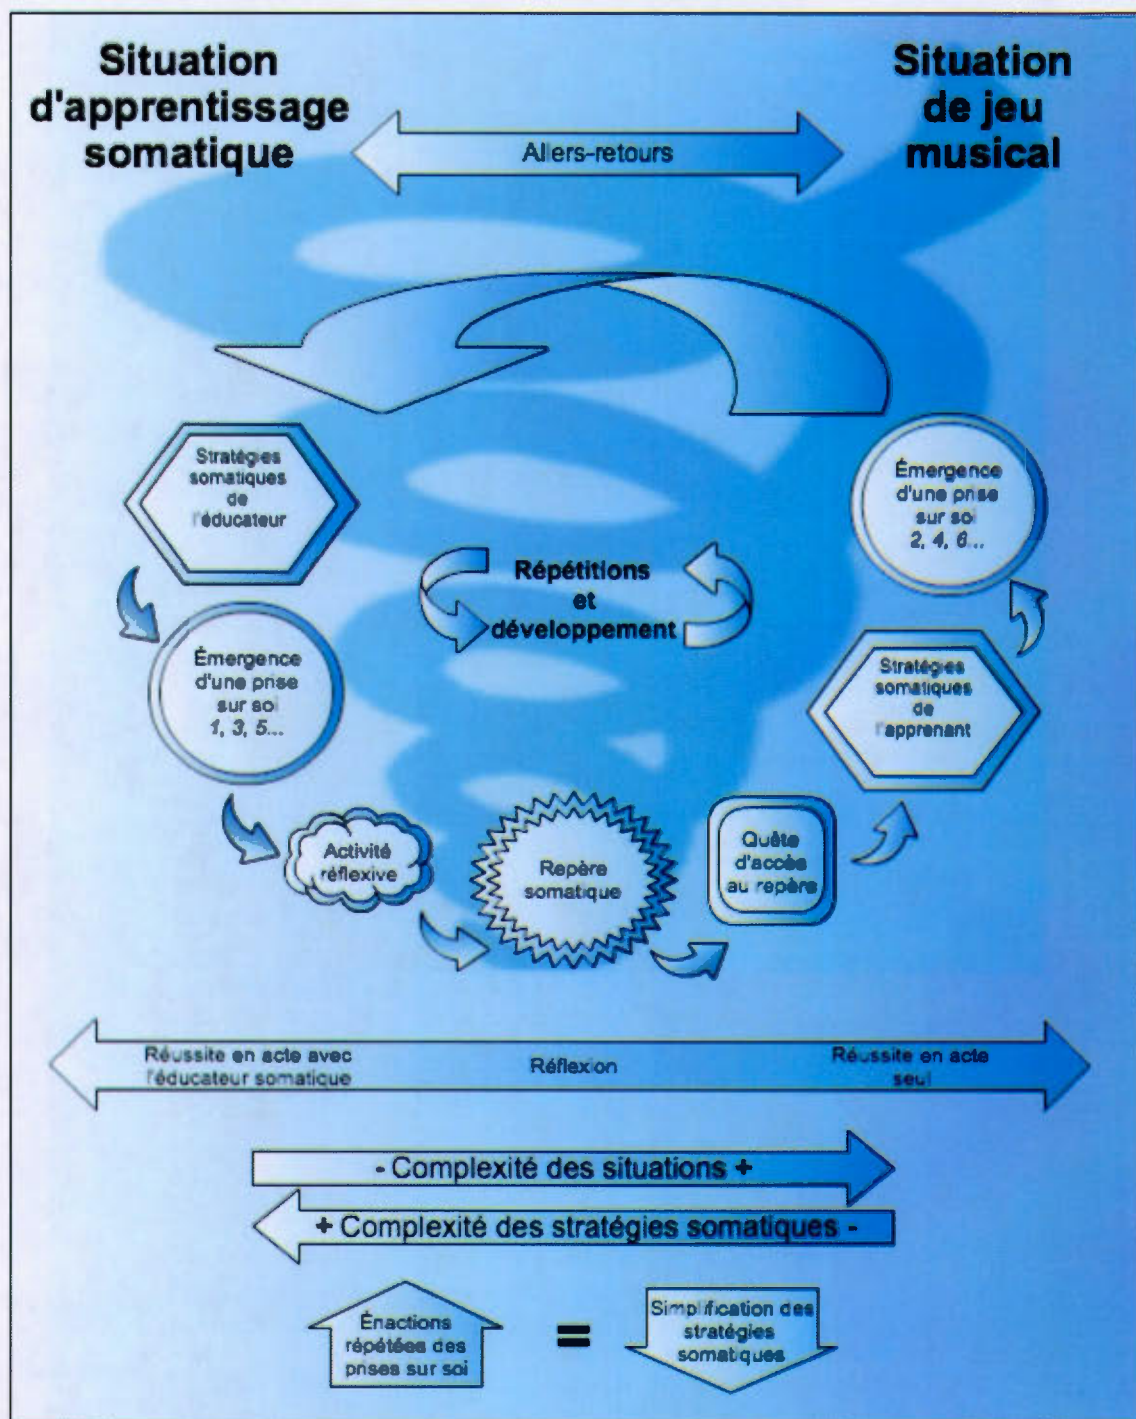 Situation
d'apprentissage
somatique
Situation
de jeu
musical
Allers-retours
Stratégies
somatiques
de
l'éducateur
Émergence
d'une prise
sur soi
1, 3, 5...
Activité
réflexive
Repère
somatique
Quête
d'accès
au repère
Stratégies
somatiques
de
l'apprenant
Émergence
d'une prise
sur soi
2, 4, 6...
Répétitions
et
développement
Réussite en acte avec
l'éducateur somatique
Réflexion
Réussite en acte
seul
- Complexité des situations +
+ Complexité des stratégies somatiques -
Énactions
répétées des
prises sur soi
=
Simplification des
stratégies
somatiques